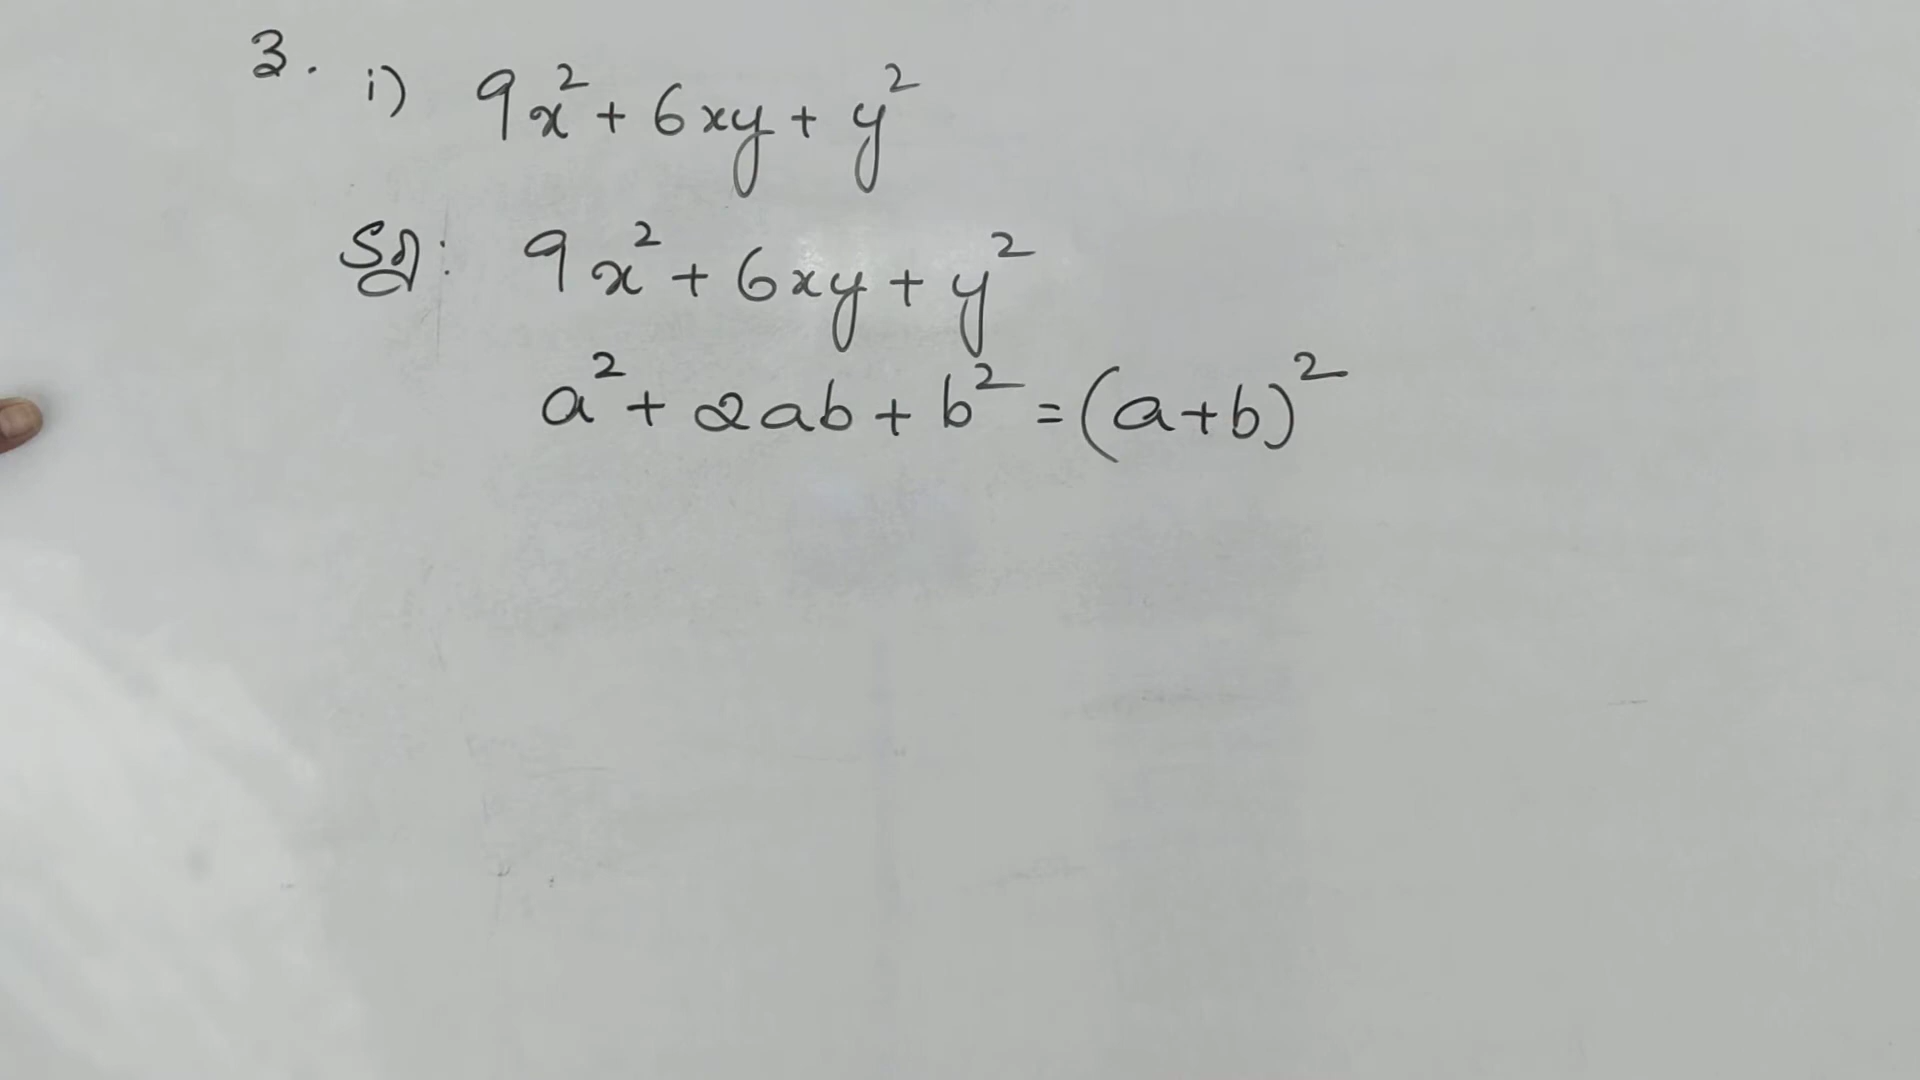 3. i) 9x² + 6xy + y²
9x² + 6xy + y²
a² + 2ab + b² = (a+b)²